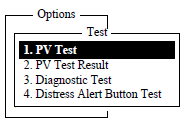 Options
Test
1. PV Test
2. PV Test Result
3. Diagnostic Test
4. Distress Alert Button Test